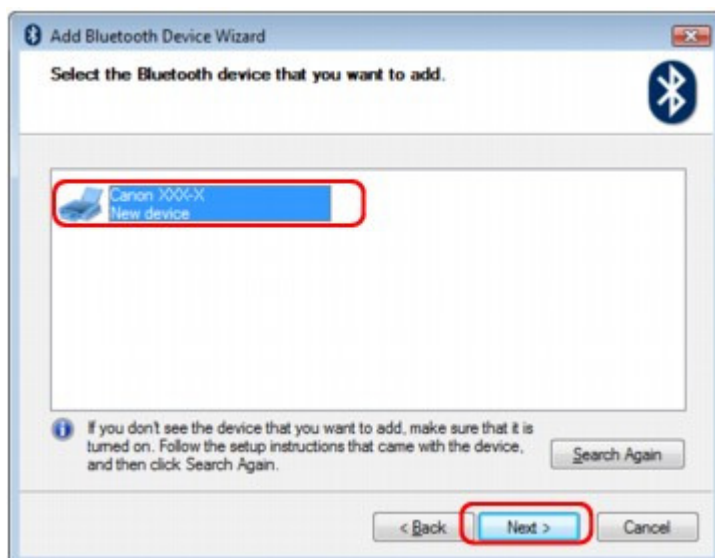 Add Bluetooth Device Wizard
Select the Bluetooth device that you want to add.
Canon XXX-X
New device
If you don't see the device that you want to add, make sure that it is
turned on. Follow the setup instructions that came with the device,
and then click Search Again.
Search Again
< Back
Next >
Cancel